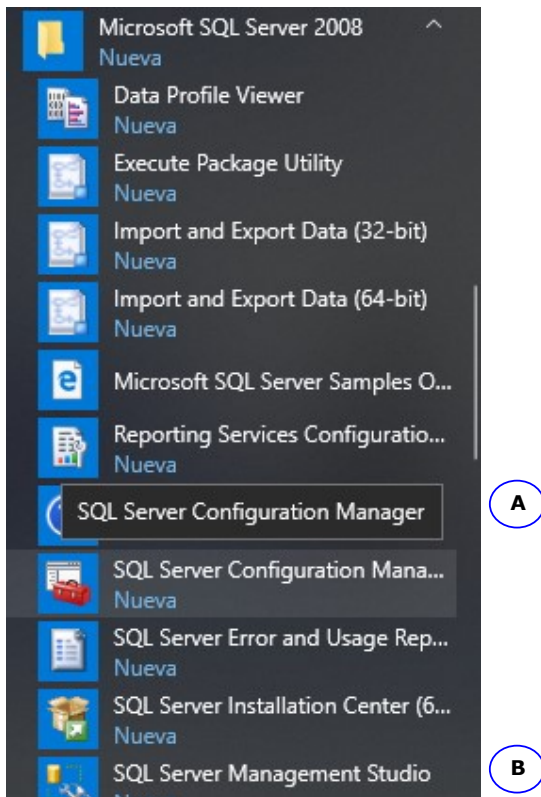 Microsoft SQL Server 2008
Nueva
Data Profile Viewer
Nueva
Execute Package Utility
Nueva
Import and Export Data (32-bit)
Nueva
Import and Export Data (64-bit)
Nueva
Microsoft SQL Server Samples O...
Reporting Services Configuratio...
Nueva
SQL Server Configuration Manager
A
SQL Server Configuration Mana...
Nueva
SQL Server Error and Usage Rep...
Nueva
SQL Server Installation Center (6...
Nueva
SQL Server Management Studio
B